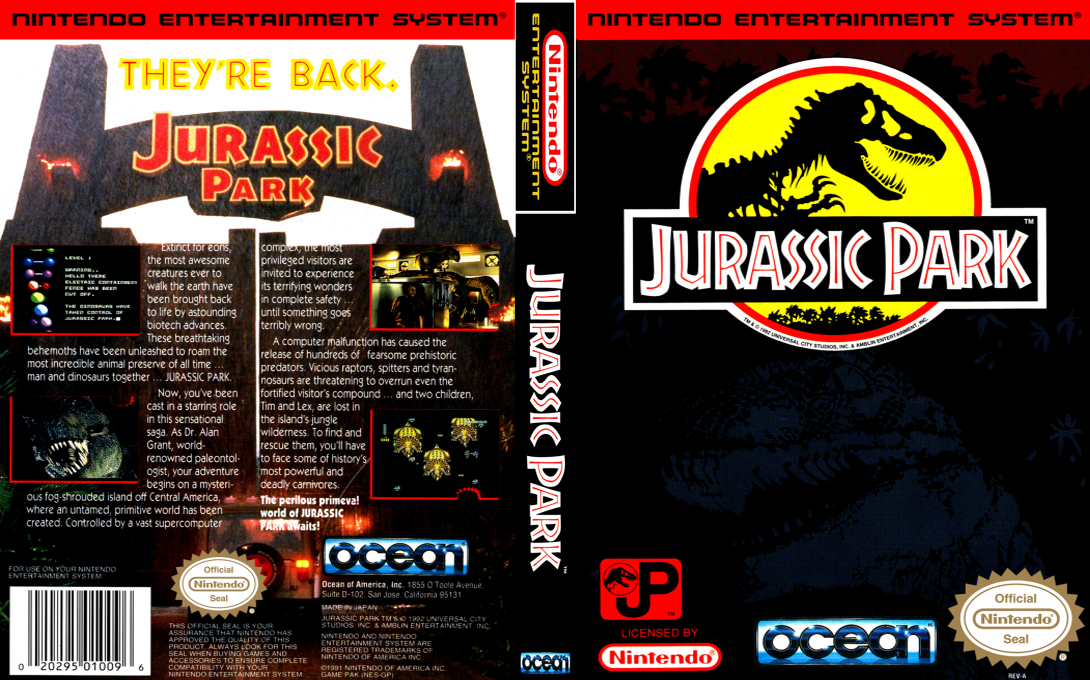 NINTENDO ENTERTAINMENT SYSTEM®
THEY'RE BACK.
JURASSIC
PARK
LEVEL 1
WARNING..
HELLO THERE
ELECTRIC CONTAINMENT
FENCE HAS BEEN
CUT OFF.
THE DINOSAURS HAVE
TAKEN CONTROL OF
JURASSIC PARK.
Extinct for eons,
the most awesome
creatures ever to
walk the earth have
been brought back
to life by astounding
biotech advances.
These breathtaking
behemoths have been unleashed to roam the
most incredible animal preserve of all time ...
man and dinosaurs together ... JURASSIC PARK.
Now, you've been
cast in a starring role
in this sensational
saga. As Dr. Alan
Grant, world-
renowned paleontol-
ogist, your adventure
begins on a mysteri-
ous fog-shrouded island off Central America,
where an untamed, primitive world has been
created. Controlled by a vast supercomputer
complex, the most
privileged visitors are
invited to experience
its terrifying wonders
in complete safety ...
until something goes
terribly wrong.
A computer malfunction has caused the
release of hundreds of fearsome prehistoric
predators. Vicious raptors, spitters and tyran-
nosaurs are threatening to overrun even the
fortified visitor's compound ... and two children,
Tim and Lex, are lost in
the island's jungle
wilderness. To find and
rescue them, you'll have
to face some of history's
most powerful and
deadly carnivores.
The perilous primeval
world of JURASSIC
PARK awaits!
FOR USE ON YOUR NINTENDO
ENTERTAINMENT SYSTEM
0 20295 01009 6
Official
Nintendo
Seal
THIS OFFICIAL SEAL IS YOUR
ASSURANCE THAT NINTENDO HAS
APPROVED THE QUALITY OF THIS
PRODUCT. ALWAYS LOOK FOR THIS
SEAL WHEN BUYING GAMES AND
ACCESSORIES TO ENSURE COMPLETE
COMPATIBILITY WITH YOUR
NINTENDO ENTERTAINMENT SYSTEM.
ocean
Ocean of America, Inc. 1855 O'Toole Avenue,
Suite D-102, San Jose, California 95131
MADE IN JAPAN
JURASSIC PARK TM & © 1992 UNIVERSAL CITY
STUDIOS, INC. & AMBLIN ENTERTAINMENT, INC.
NINTENDO AND NINTENDO
ENTERTAINMENT SYSTEM ARE
REGISTERED TRADEMARKS OF
NINTENDO OF AMERICA INC.
©1991 NINTENDO OF AMERICA INC.
GAME PAK (NES-GP)
Nintendo®
ENTERTAINMENT
SYSTEM®
JURASSIC PARK™
ocean
NINTENDO ENTERTAINMENT SYSTEM®
JURASSIC PARK™
TM & © 1992 UNIVERSAL CITY STUDIOS, INC. & AMBLIN ENTERTAINMENT, INC.
JP™
LICENSED BY
Nintendo®
ocean
Official
Nintendo
Seal
REV-A